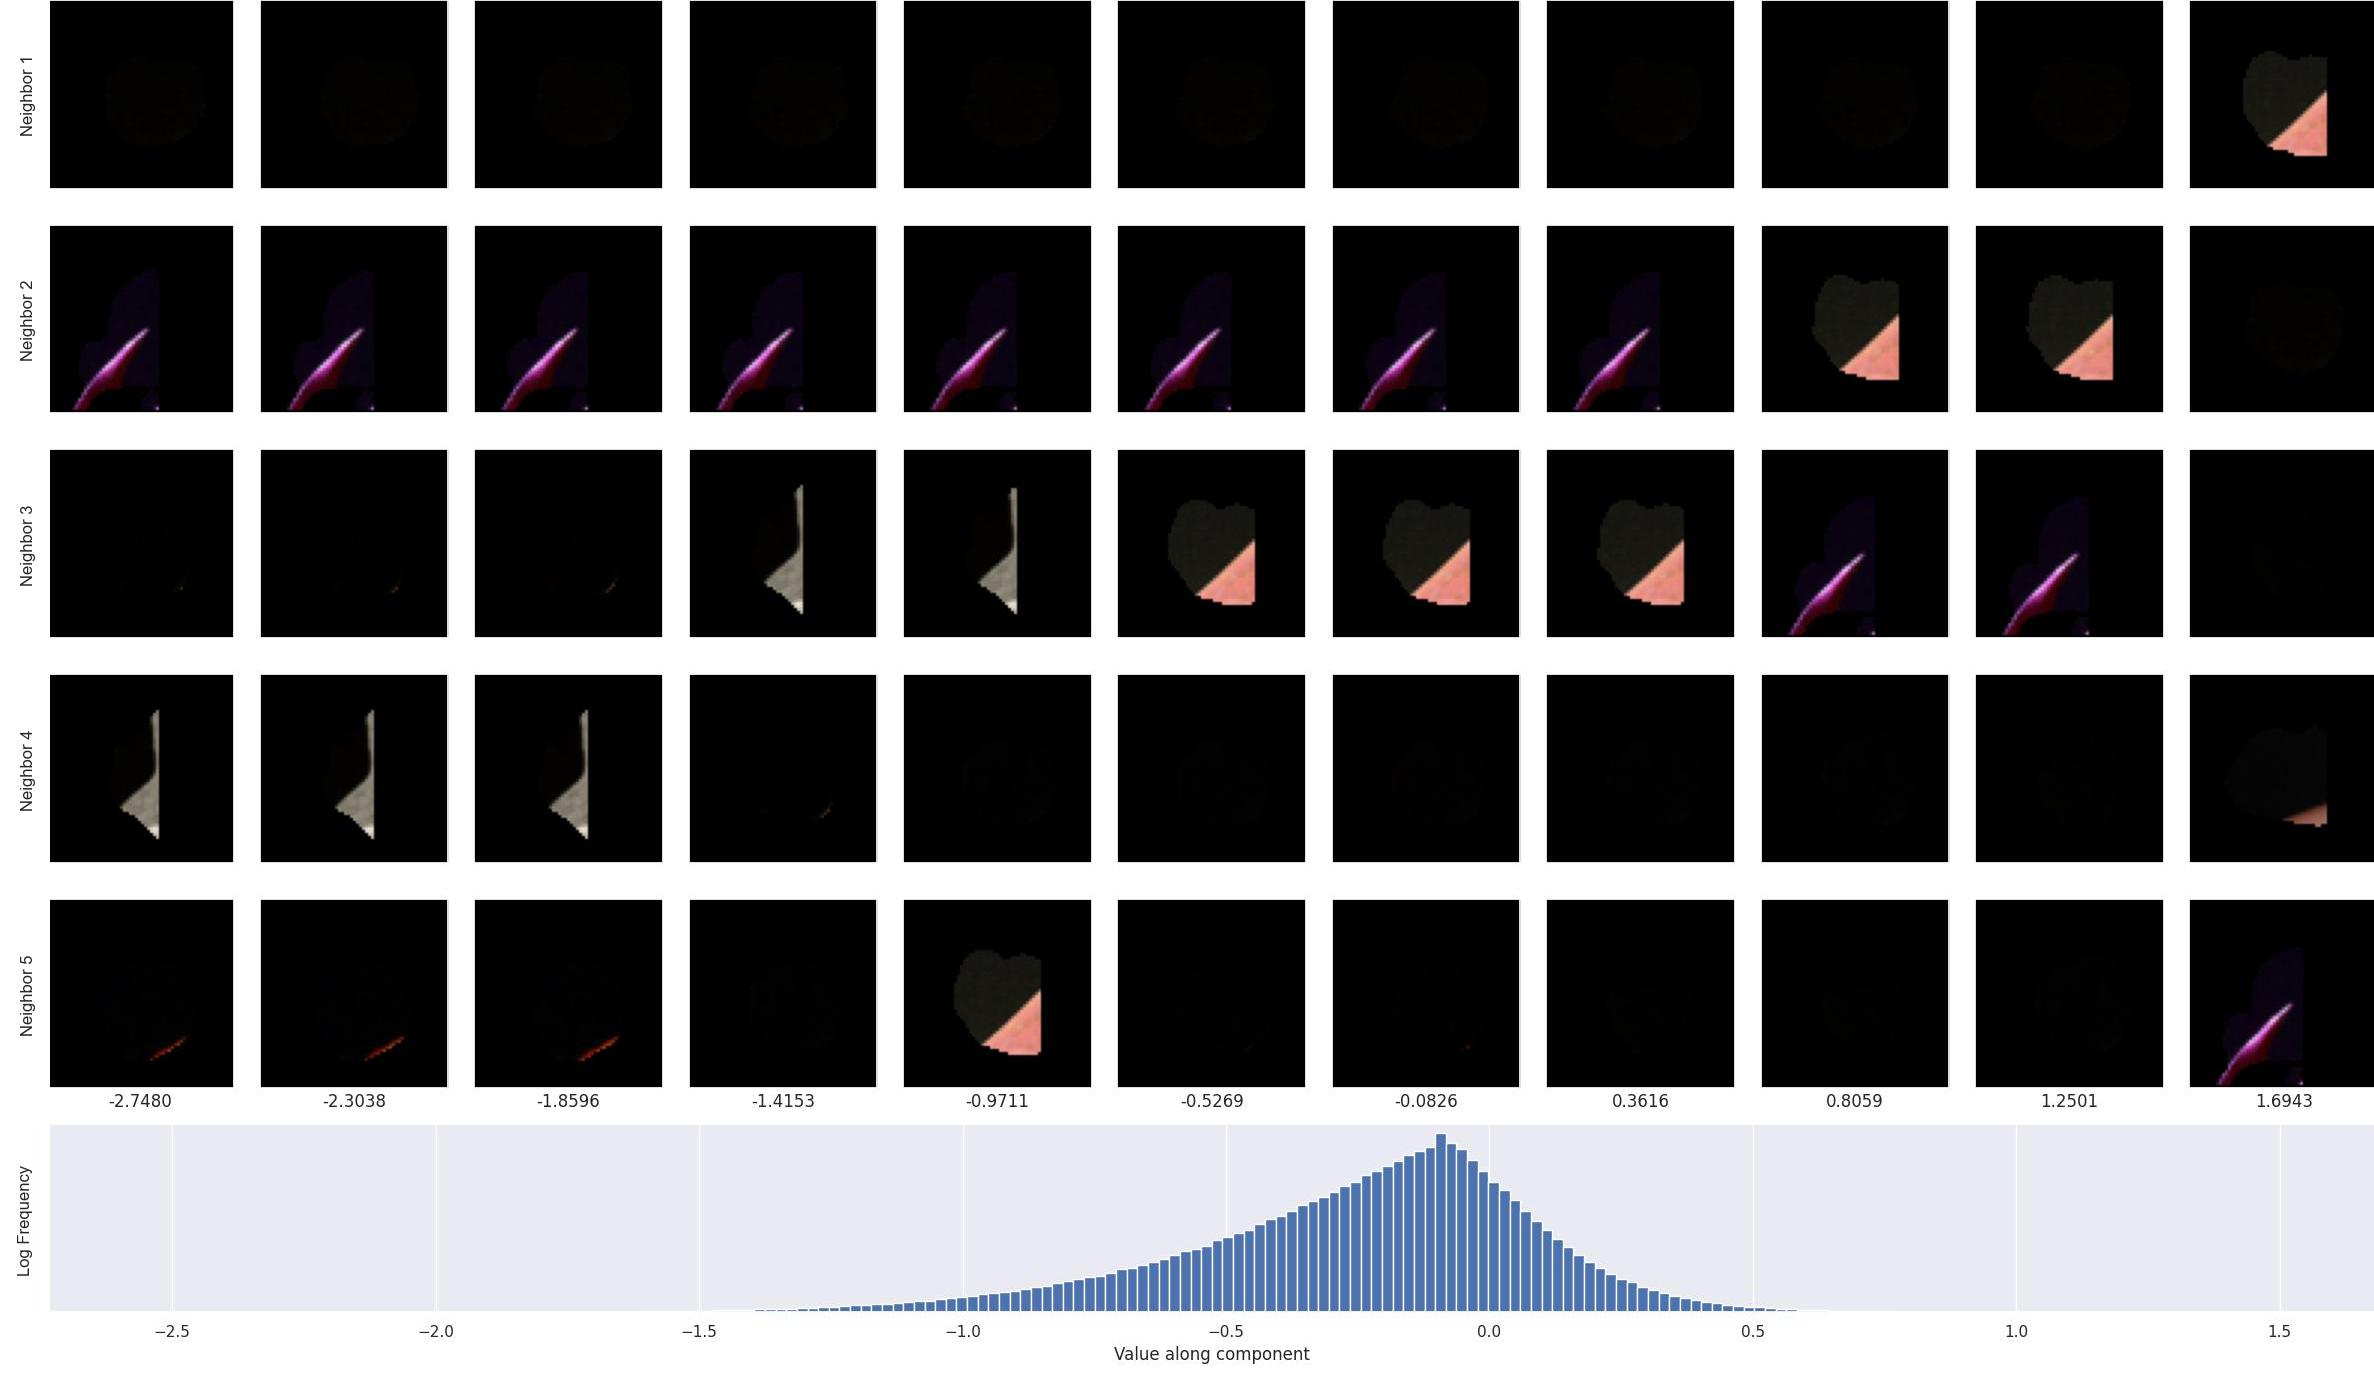 Neighbor 1
Neighbor 2
Neighbor 3
Neighbor 4
Neighbor 5
-2.7480 -2.3038 -1.8596 -1.4153 -0.9711 -0.5269 -0.0826 0.3616 0.8059 1.2501 1.6943
Log Frequency
−2.5 −2.0 −1.5 −1.0 −0.5 0.0 0.5 1.0 1.5
Value along component